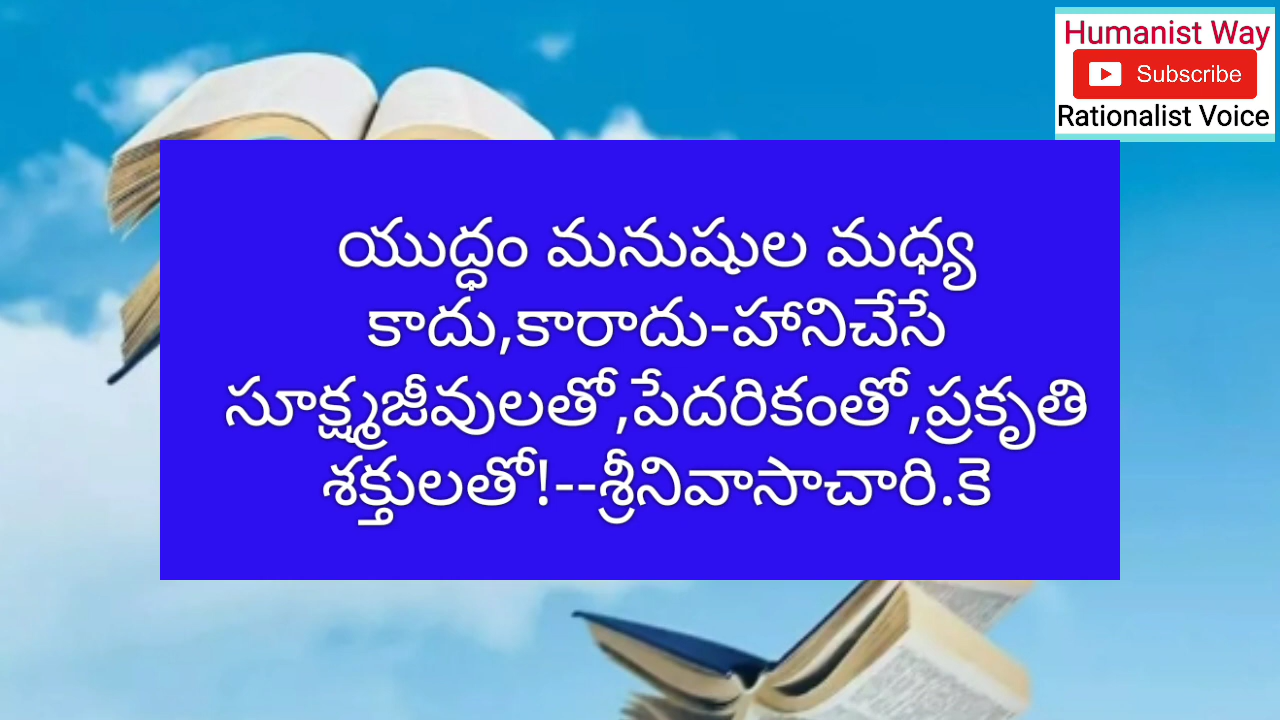 Humanist Way
Subscribe
Rationalist Voice
యుద్ధం మనుషుల మధ్య
కాదు,కారాదు-హానిచేసే
సూక్ష్మజీవులతో,పేదరికంతో,ప్రకృతి
శక్తులతో!--శ్రీనివాసాచారి.కె